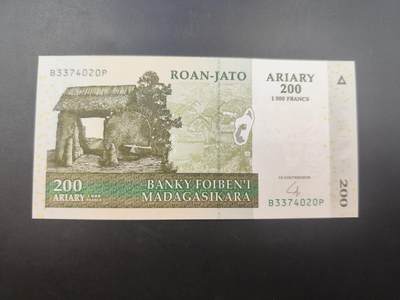 B3374020P
ROAN-JATO
ARIARY
200
1 000 FRANCS
200
ARIARY
BANKY FOIBEN'I
MADAGASIKARA
B3374020P
200